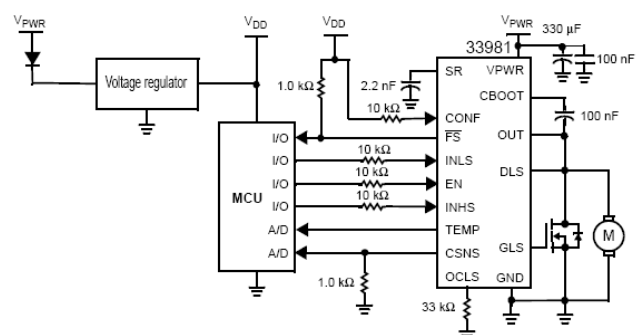 VPWR
VDD
VDD
VPWR
330 µF
33981
100 nF
Voltage regulator
1.0 kΩ
2.2 nF
SR
VPWR
10 kΩ
CONF
CBOOT
100 nF
I/O
FS
OUT
10 kΩ
I/O
INLS
10 kΩ
MCU
I/O
EN
DLS
10 kΩ
I/O
INHS
A/D
TEMP
M
A/D
CSNS
GLS
1.0 kΩ
OCLS
GND
33 kΩ